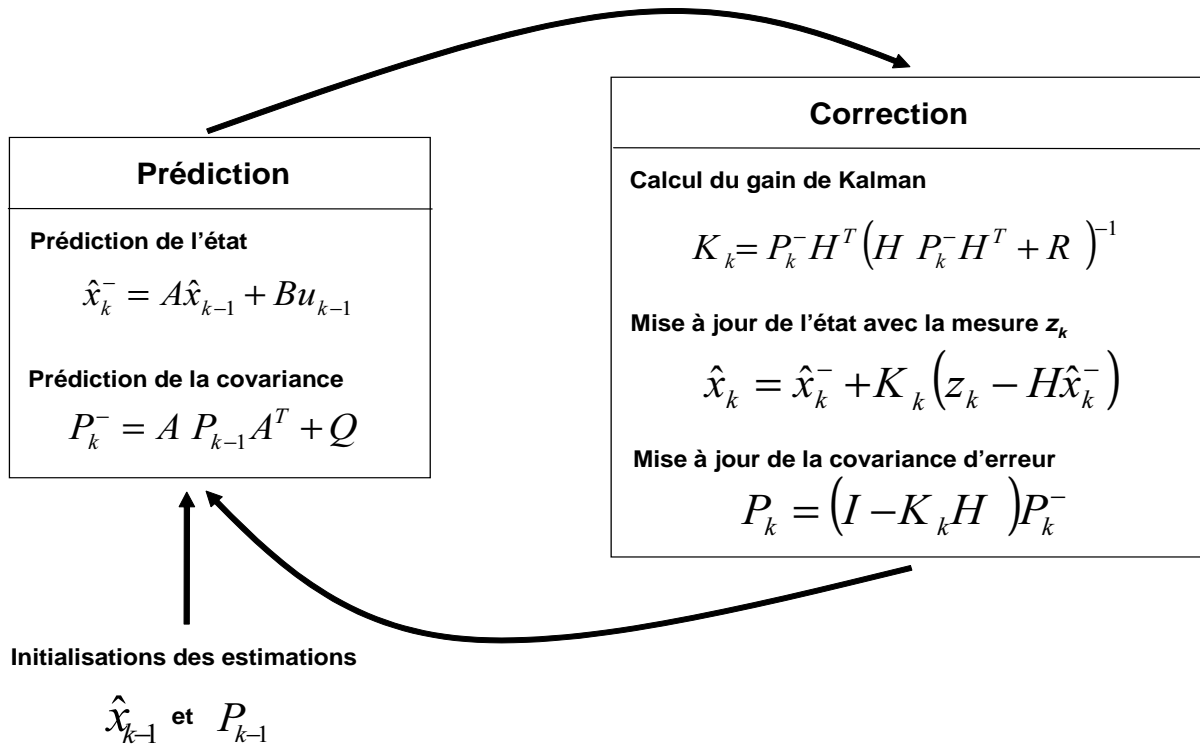 Prédiction
Prédiction de l’état
x̂ₖ⁻ = Ax̂ₖ₋₁ + Buₖ₋₁
Prédiction de la covariance
Pₖ⁻ = A Pₖ₋₁Aᵀ + Q
Initialisations des estimations
x̂ₖ₋₁ et Pₖ₋₁
Correction
Calcul du gain de Kalman
Kₖ = Pₖ⁻Hᵀ(H Pₖ⁻Hᵀ + R )⁻¹
Mise à jour de l’état avec la mesure zₖ
x̂ₖ = x̂ₖ⁻ + Kₖ(zₖ − Hx̂ₖ⁻)
Mise à jour de la covariance d’erreur
Pₖ = (I − KₖH )Pₖ⁻